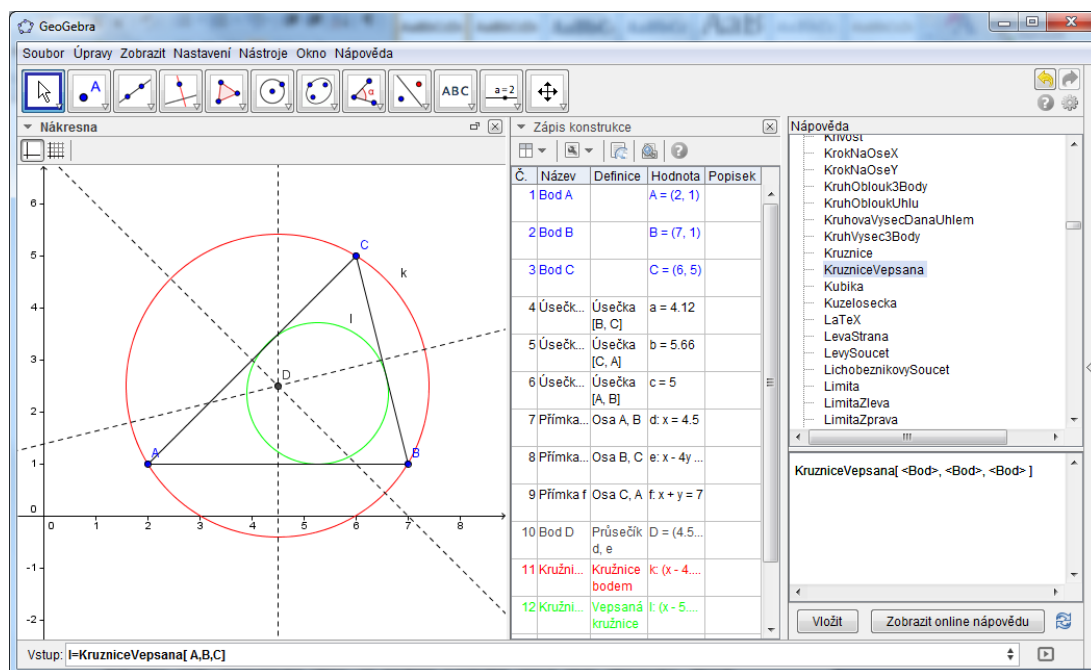 GeoGebra
Soubor Úpravy Zobrazit Nastavení Nástroje Okno Nápověda
A
α
ABC
a=2
Nákresna
6
5
4
3
2
1
0
-1
-2
0 1 2 3 4 5 6 7 8
A
B
C
D
k
l
Zápis konstrukce
Č. Název Definice Hodnota Popisek
1 Bod A A = (2, 1)
2 Bod B B = (7, 1)
3 Bod C C = (6, 5)
4 Úsečk... Úsečka a = 4.12
[B, C]
5 Úsečk... Úsečka b = 5.66
[C, A]
6 Úsečk... Úsečka c = 5
[A, B]
7 Přímka... Osa A, B d: x = 4.5
8 Přímka... Osa B, C e: x - 4y ...
9 Přímka f Osa C, A f: x + y = 7
10 Bod D Průsečík D = (4.5...
d, e
11 Kružni... Kružnice k: (x - 4....
bodem
12 Kružni... Vepsaná l: (x - 5....
kružnice
Nápověda
Krivost
KrokNaOseX
KrokNaOseY
KruhOblouk3Body
KruhObloukUhlu
KruhovaVysecDanaUhlem
KruhVysec3Body
Kruznice
KruzniceVepsana
Kubika
Kuzelosecka
LaTeX
LevaStrana
LevySoucet
LichobeznikovySoucet
Limita
LimitaZleva
LimitaZprava
KruzniceVepsana[ <Bod>, <Bod>, <Bod> ]
Vložit
Zobrazit online nápovědu
Vstup: l=KruzniceVepsana[ A,B,C]